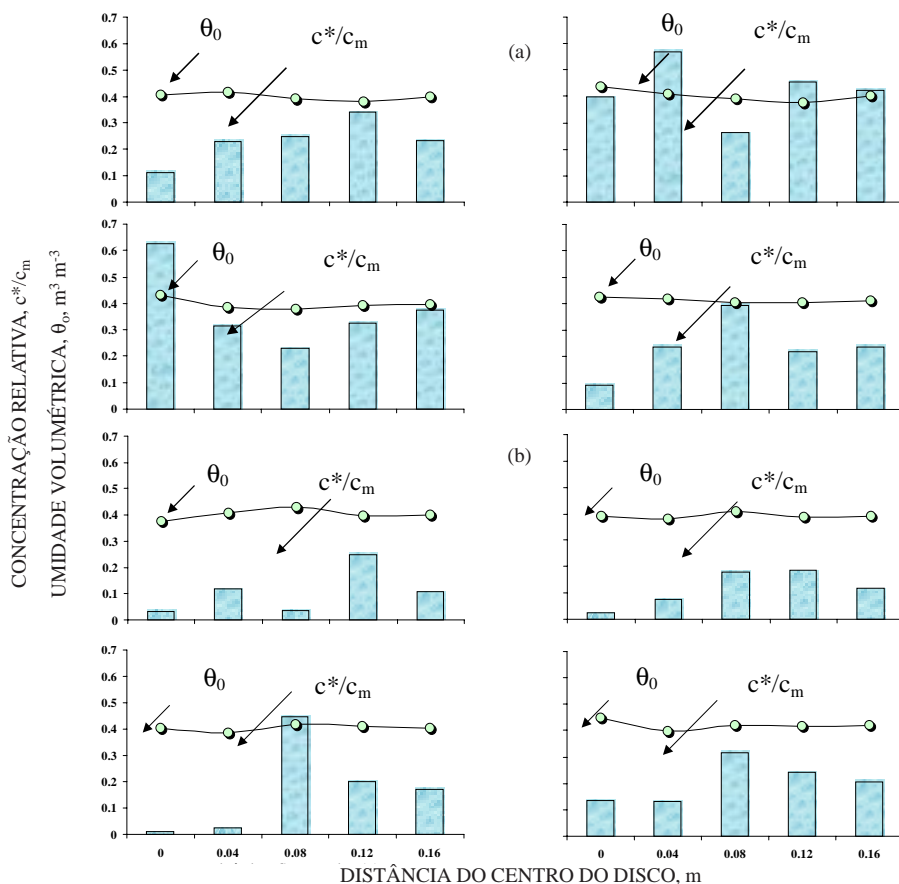 CONCENTRAÇÃO RELATIVA, c*/cₘ
UMIDADE VOLUMÉTRICA, θₒ, m³ m⁻³
0.7
0.6
0.5
0.4
0.3
0.2
0.1
0
θ₀
c*/cₘ
(a)
θ₀
c*/cₘ
0.7
0.6
0.5
0.4
0.3
0.2
0.1
0
θ₀
c*/cₘ
θ₀
c*/cₘ
0.7
0.6
0.5
0.4
0.3
0.2
0.1
0
θ₀
c*/cₘ
(b)
θ₀
c*/cₘ
0.7
0.6
0.5
0.4
0.3
0.2
0.1
0
θ₀
c*/cₘ
θ₀
c*/cₘ
0 0.04 0.08 0.12 0.16
0 0.04 0.08 0.12 0.16
DISTÂNCIA DO CENTRO DO DISCO, m